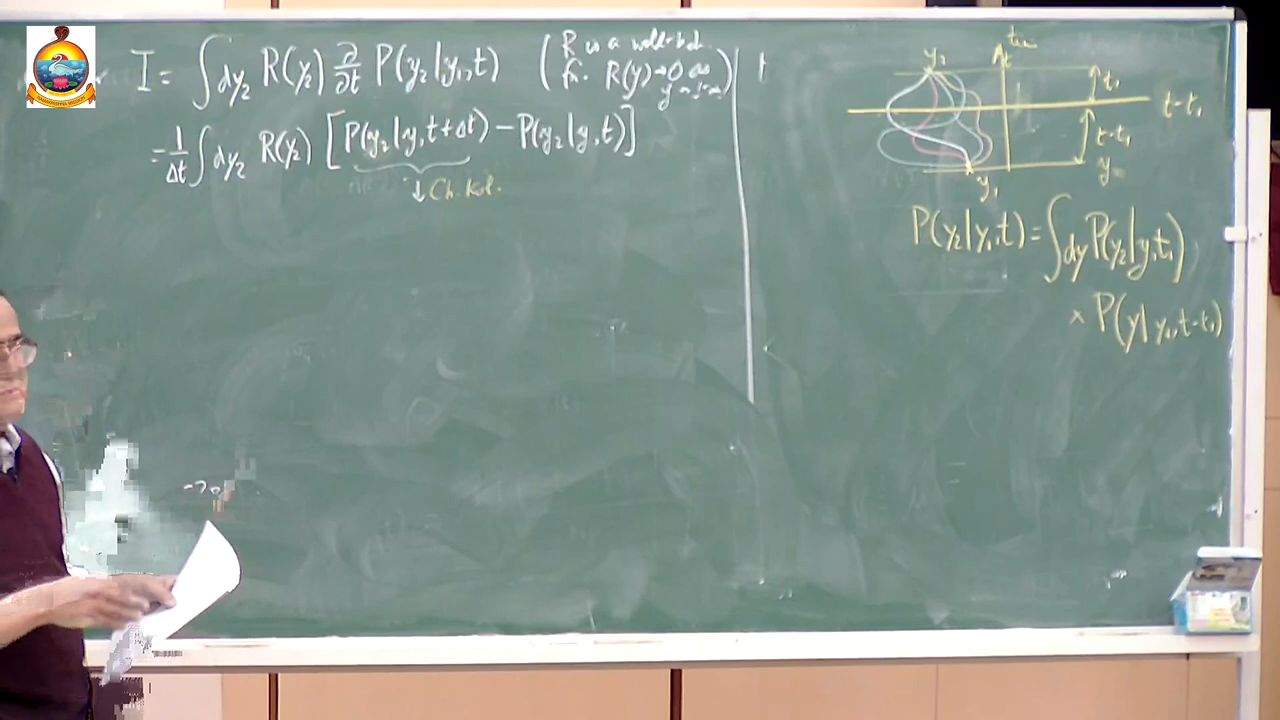 I = ∫dy₂ R(y₂) ∂/∂t P(y₂|y₁,t) ( R is a well-beh.
fn. R(y)→0 as
y→±∞ )
= 1/Δt ∫dy₂ R(y₂) [P(y₂|y₁,t+Δt) − P(y₂|y₁,t)]
↓ Ch. Kol.
y₂
t
t₁
t-t₁
t-t₁
y
y₁
P(y₂|y₁,t) = ∫dy P(y₂|y,t₁)
× P(y|y₁,t-t₁)